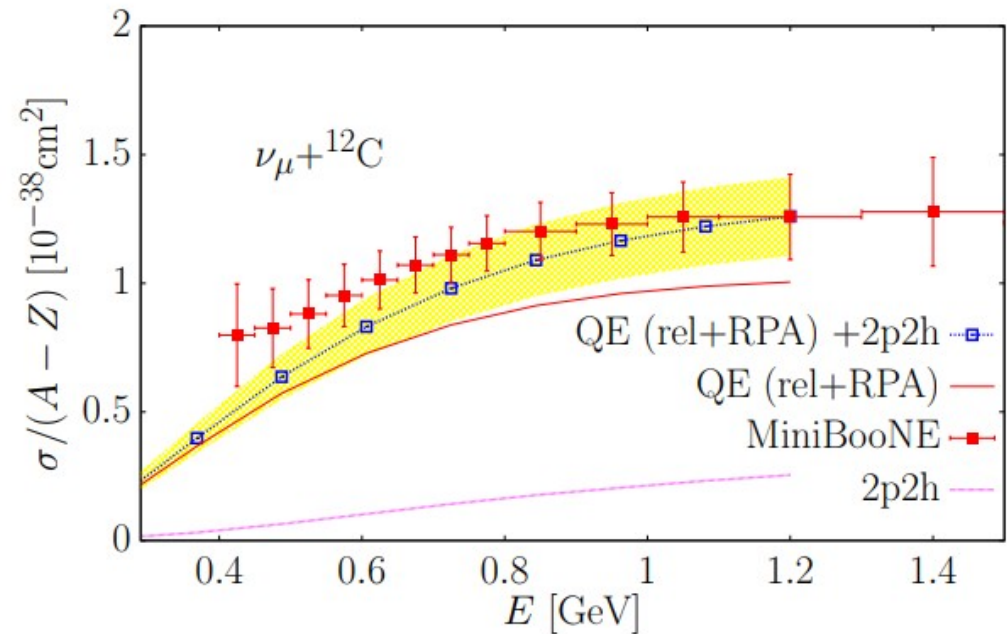 2
1.5
1
0.5
0
σ/(A − Z) [10⁻³⁸cm²]
ν_μ+¹²C
QE (rel+RPA) +2p2h
QE (rel+RPA)
MiniBooNE
2p2h
0.4 0.6 0.8 1 1.2 1.4
E [GeV]